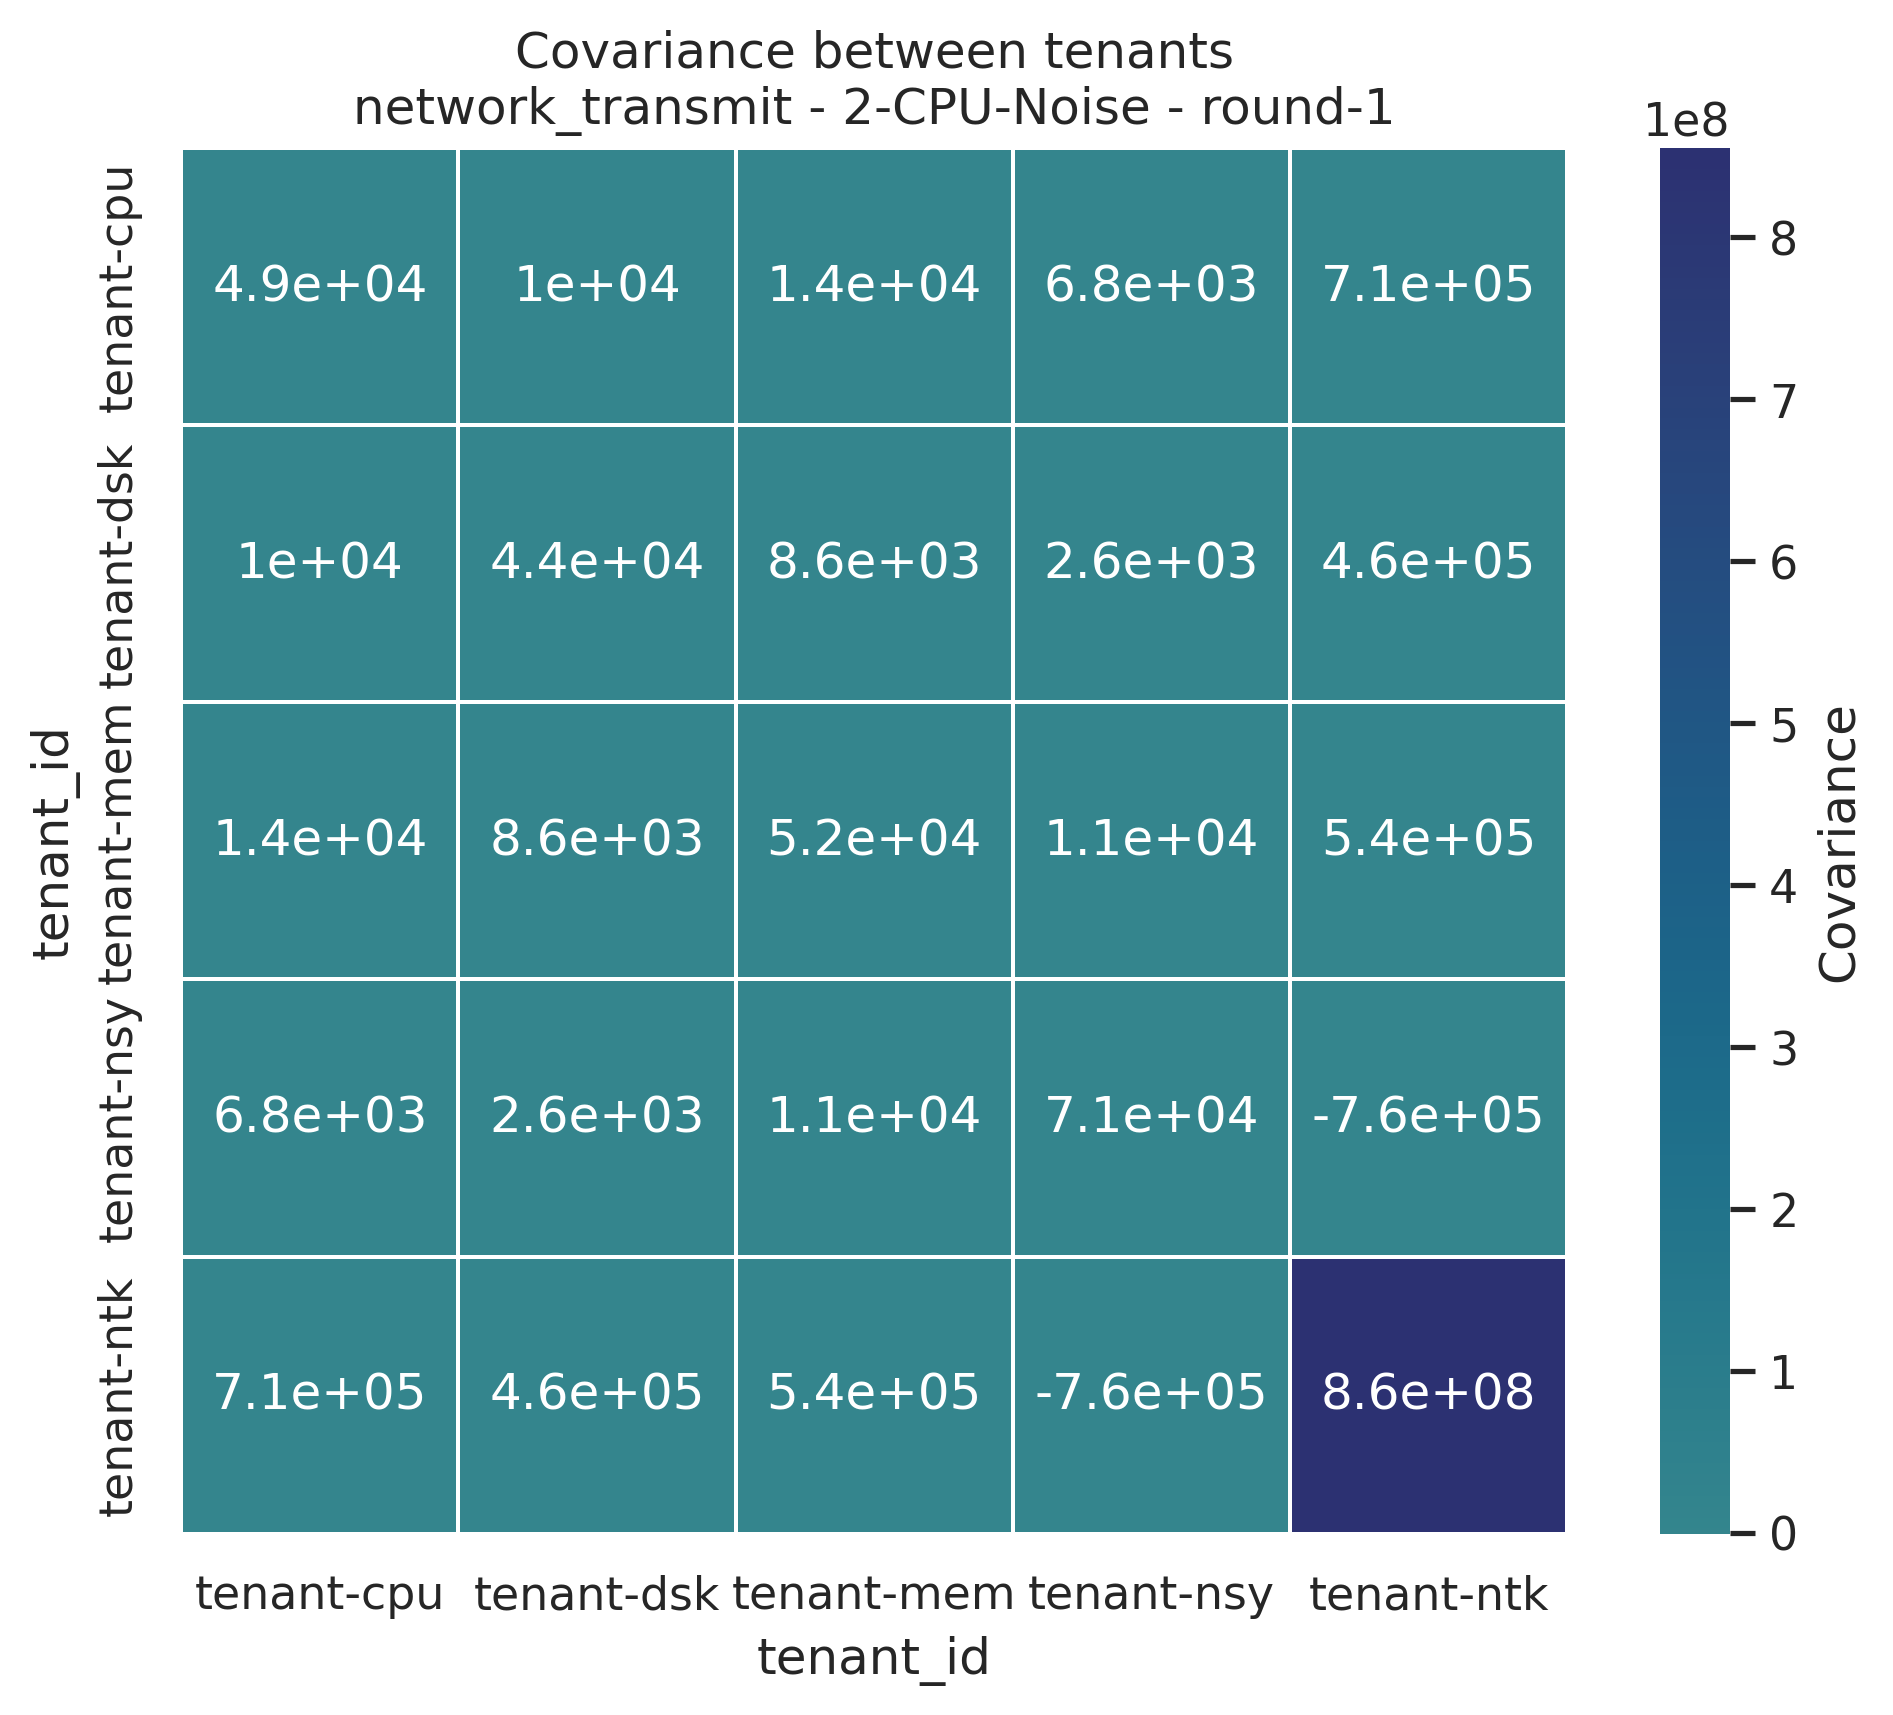 Covariance between tenants
network_transmit - 2-CPU-Noise - round-1
1e8
tenant-cpu
4.9e+04 1e+04 1.4e+04 6.8e+03 7.1e+05
tenant-dsk
1e+04 4.4e+04 8.6e+03 2.6e+03 4.6e+05
tenant-mem
1.4e+04 8.6e+03 5.2e+04 1.1e+04 5.4e+05
tenant-nsy
6.8e+03 2.6e+03 1.1e+04 7.1e+04 -7.6e+05
tenant-ntk
7.1e+05 4.6e+05 5.4e+05 -7.6e+05 8.6e+08
tenant_id
tenant-cpu tenant-dsk tenant-mem tenant-nsy tenant-ntk
tenant_id
8
7
6
5
4
3
2
1
0
Covariance